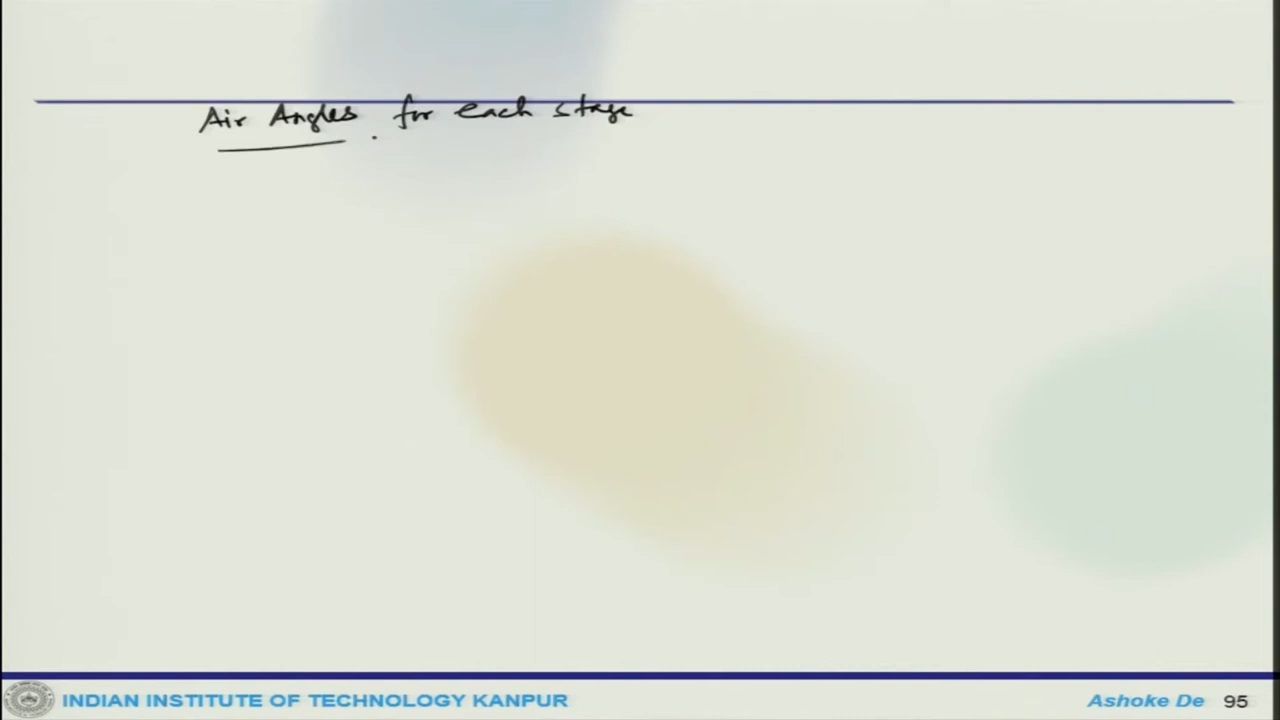 Air Angles for each stage
INDIAN INSTITUTE OF TECHNOLOGY KANPUR
Ashoke De 95